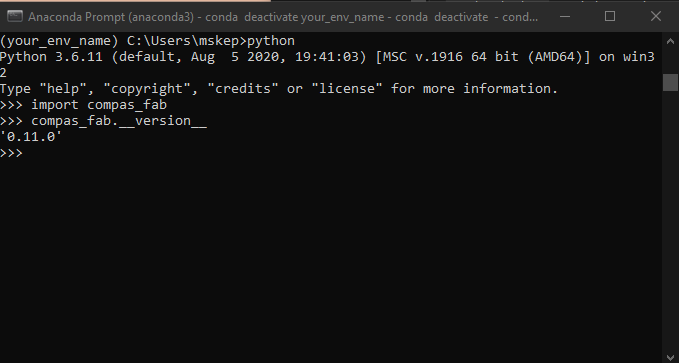 Anaconda Prompt (anaconda3) - conda  deactivate your_env_name - conda  deactivate  - cond...
(your_env_name) C:\Users\mskep>python
Python 3.6.11 (default, Aug  5 2020, 19:41:03) [MSC v.1916 64 bit (AMD64)] on win3
2
Type "help", "copyright", "credits" or "license" for more information.
>>> import compas_fab
>>> compas_fab.__version__
'0.11.0'
>>>